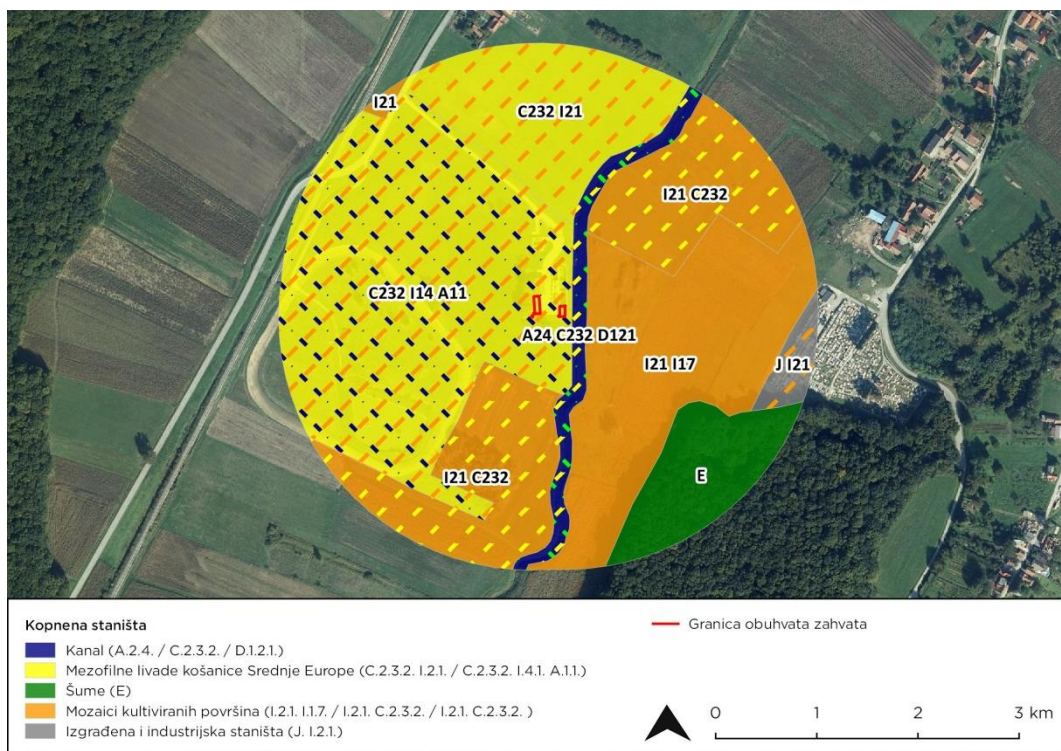 I21
C232 I21
I21 C232
C232 I14 A11
A24 C232 D121
I21 I17
J I21
I21 C232
E
Kopnena staništa
Kanal (A.2.4. / C.2.3.2. / D.1.2.1.)
Mezofilne livade košanice Srednje Europe (C.2.3.2. I.2.1. / C.2.3.2. I.4.1. A.1.1.)
Šume (E)
Mozaici kultiviranih površina (I.2.1. I.1.7. / I.2.1. C.2.3.2. / I.2.1. C.2.3.2. )
Izgrađena i industrijska staništa (J. I.2.1.)
Granica obuhvata zahvata
0 1 2 3 km